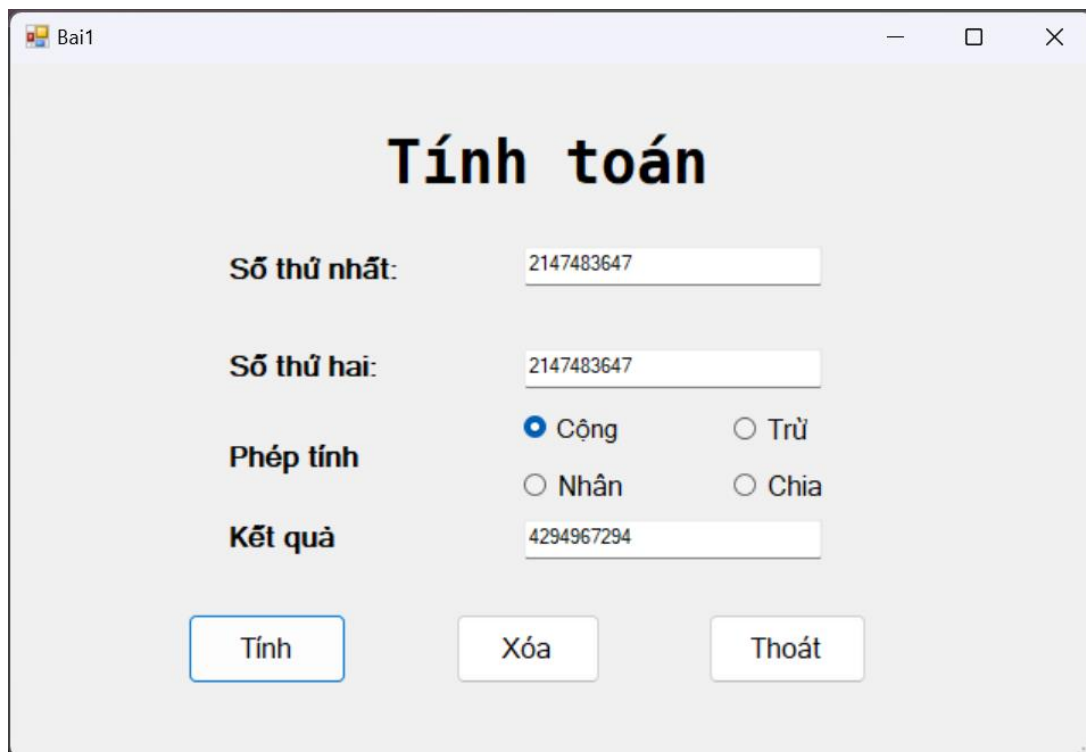 Bai1
Tính toán
Số thứ nhất: 2147483647
Số thứ hai: 2147483647
Cộng Trừ
Phép tính
Nhân Chia
Kết quả 4294967294
Tính Xóa Thoát